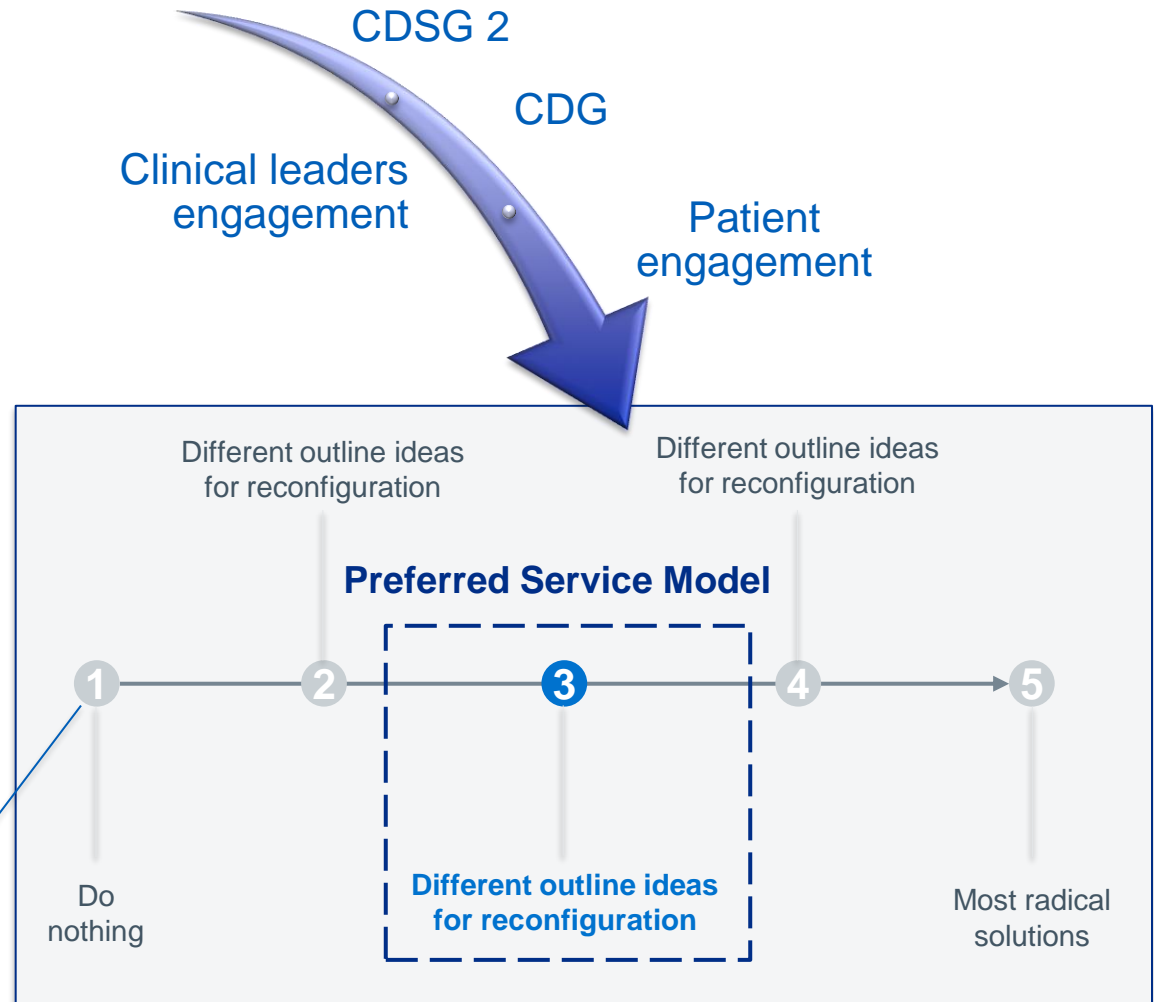 CDSG 2
CDG
Clinical leaders
engagement
Patient
engagement
Different outline ideas
for reconfiguration
Different outline ideas
for reconfiguration
Preferred Service Model
1
2
3
4
5
Do
nothing
Different outline ideas
for reconfiguration
Most radical
solutions